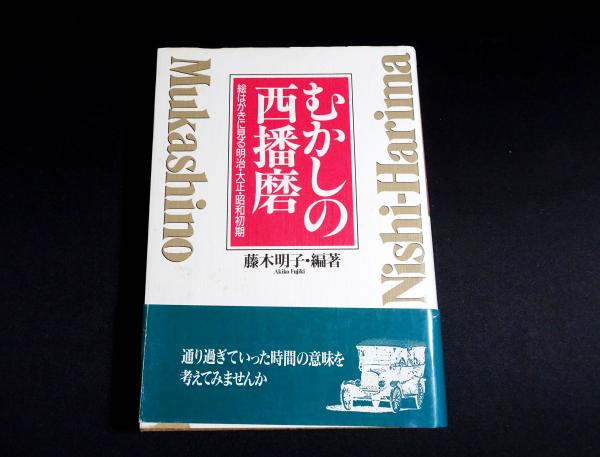 むかしの
西播磨
絵はがきに見る明治・大正・昭和初期
Mukashino
Nishi-Harima
藤木明子・編著
Akiko Fujiki
通り過ぎていった時間の意味を
考えてみませんか